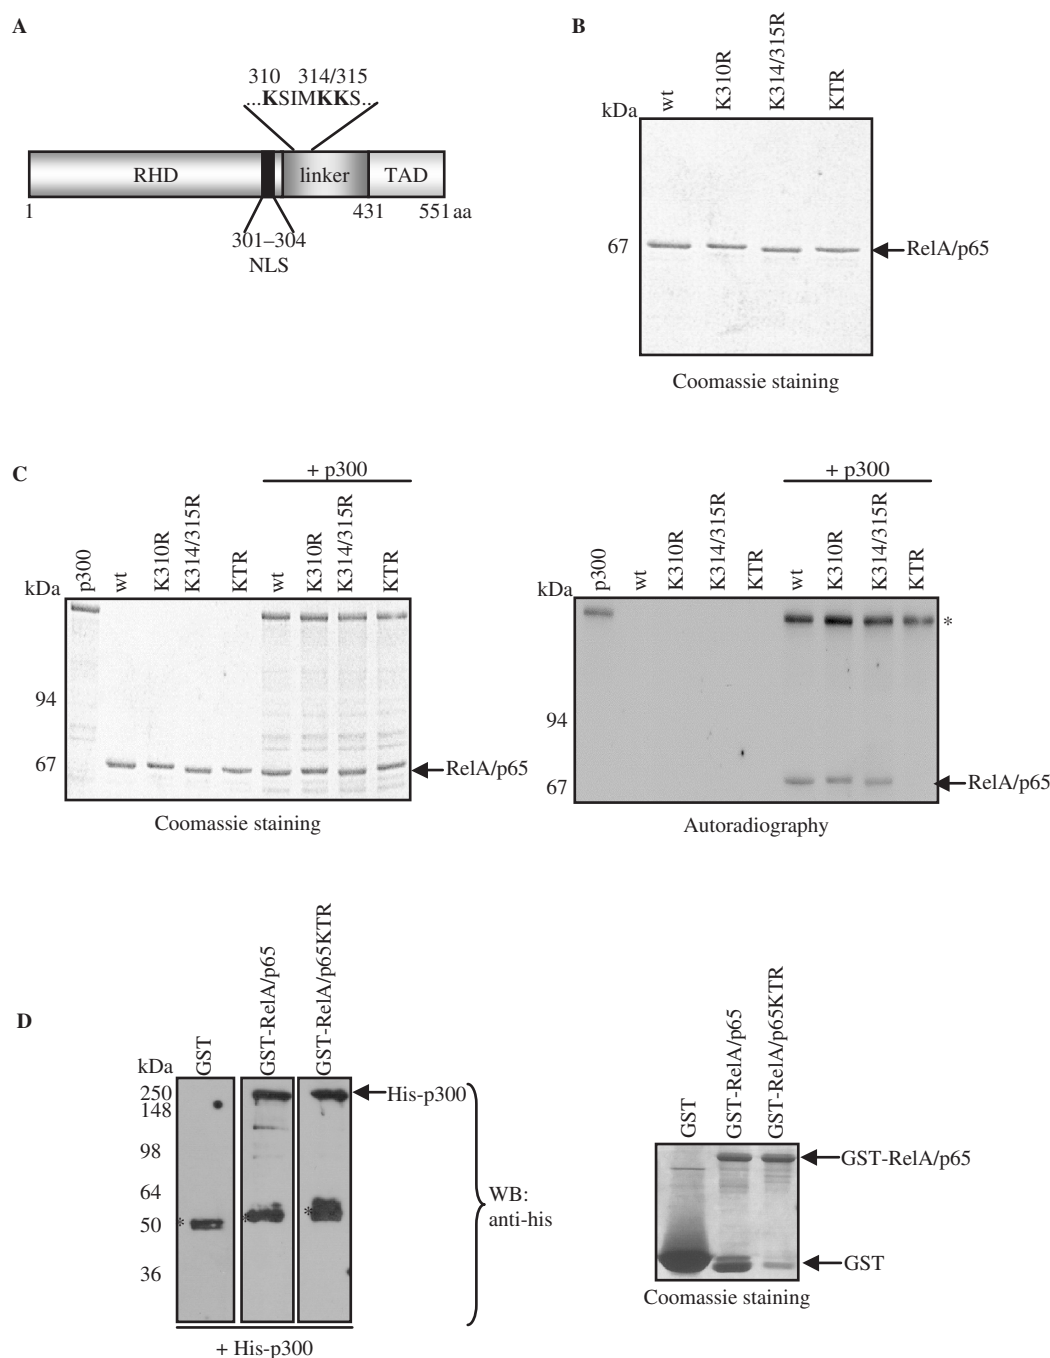 A
310 314/315
...KSIMKKS...
RHD linker TAD
1 431 551 aa
301–304
NLS
B
kDa wt K310R K314/315R KTR
67 RelA/p65
Coomassie staining
C
+ p300
kDa p300 wt K310R K314/315R KTR wt K310R K314/315R KTR
94
67 RelA/p65
Coomassie staining
+ p300
kDa p300 wt K310R K314/315R KTR wt K310R K314/315R KTR
*
94
67 RelA/p65
Autoradiography
D
kDa GST GST-RelA/p65 GST-RelA/p65KTR
250 His-p300
148
98
64
50 * * *
36
WB:
anti-his
+ His-p300
GST GST-RelA/p65 GST-RelA/p65KTR
GST-RelA/p65
GST
Coomassie staining